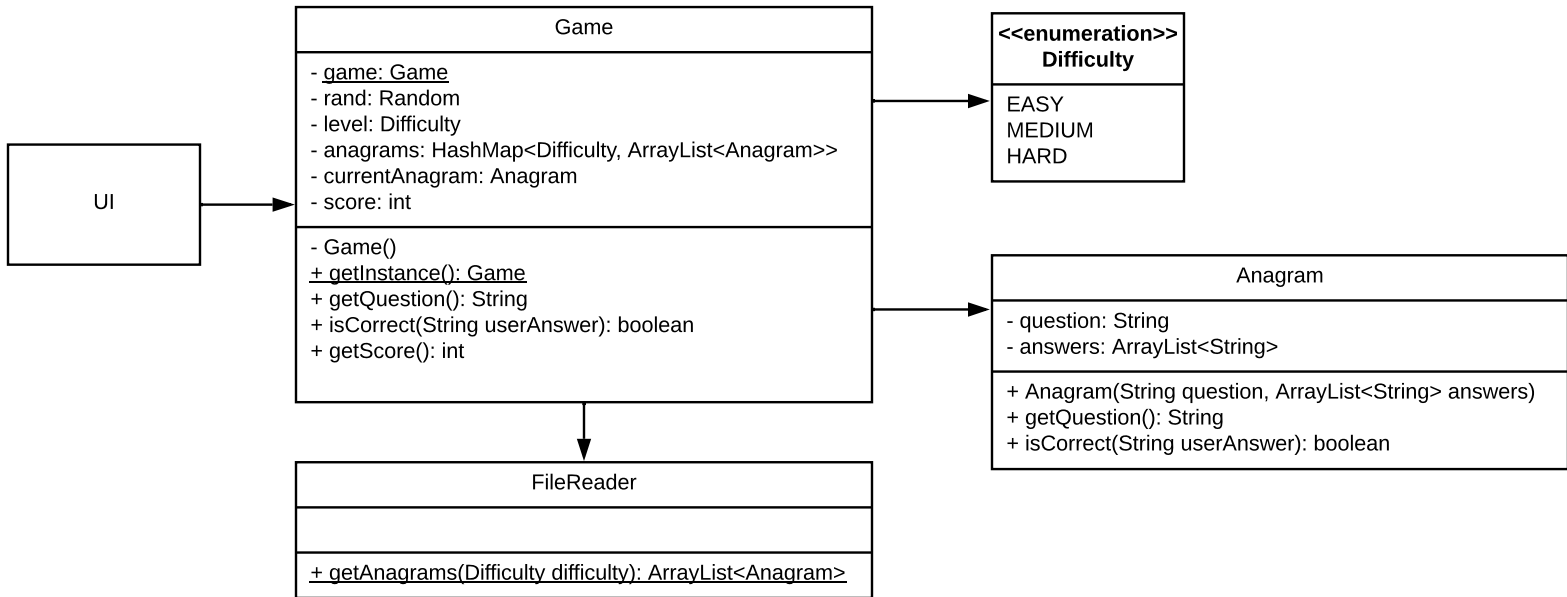 UI
Game
- game: Game
- rand: Random
- level: Difficulty
- anagrams: HashMap<Difficulty, ArrayList<Anagram>>
- currentAnagram: Anagram
- score: int
- Game()
+ getInstance(): Game
+ getQuestion(): String
+ isCorrect(String userAnswer): boolean
+ getScore(): int
<<enumeration>>
Difficulty
EASY
MEDIUM
HARD
Anagram
- question: String
- answers: ArrayList<String>
+ Anagram(String question, ArrayList<String> answers)
+ getQuestion(): String
+ isCorrect(String userAnswer): boolean
FileReader
+ getAnagrams(Difficulty difficulty): ArrayList<Anagram>